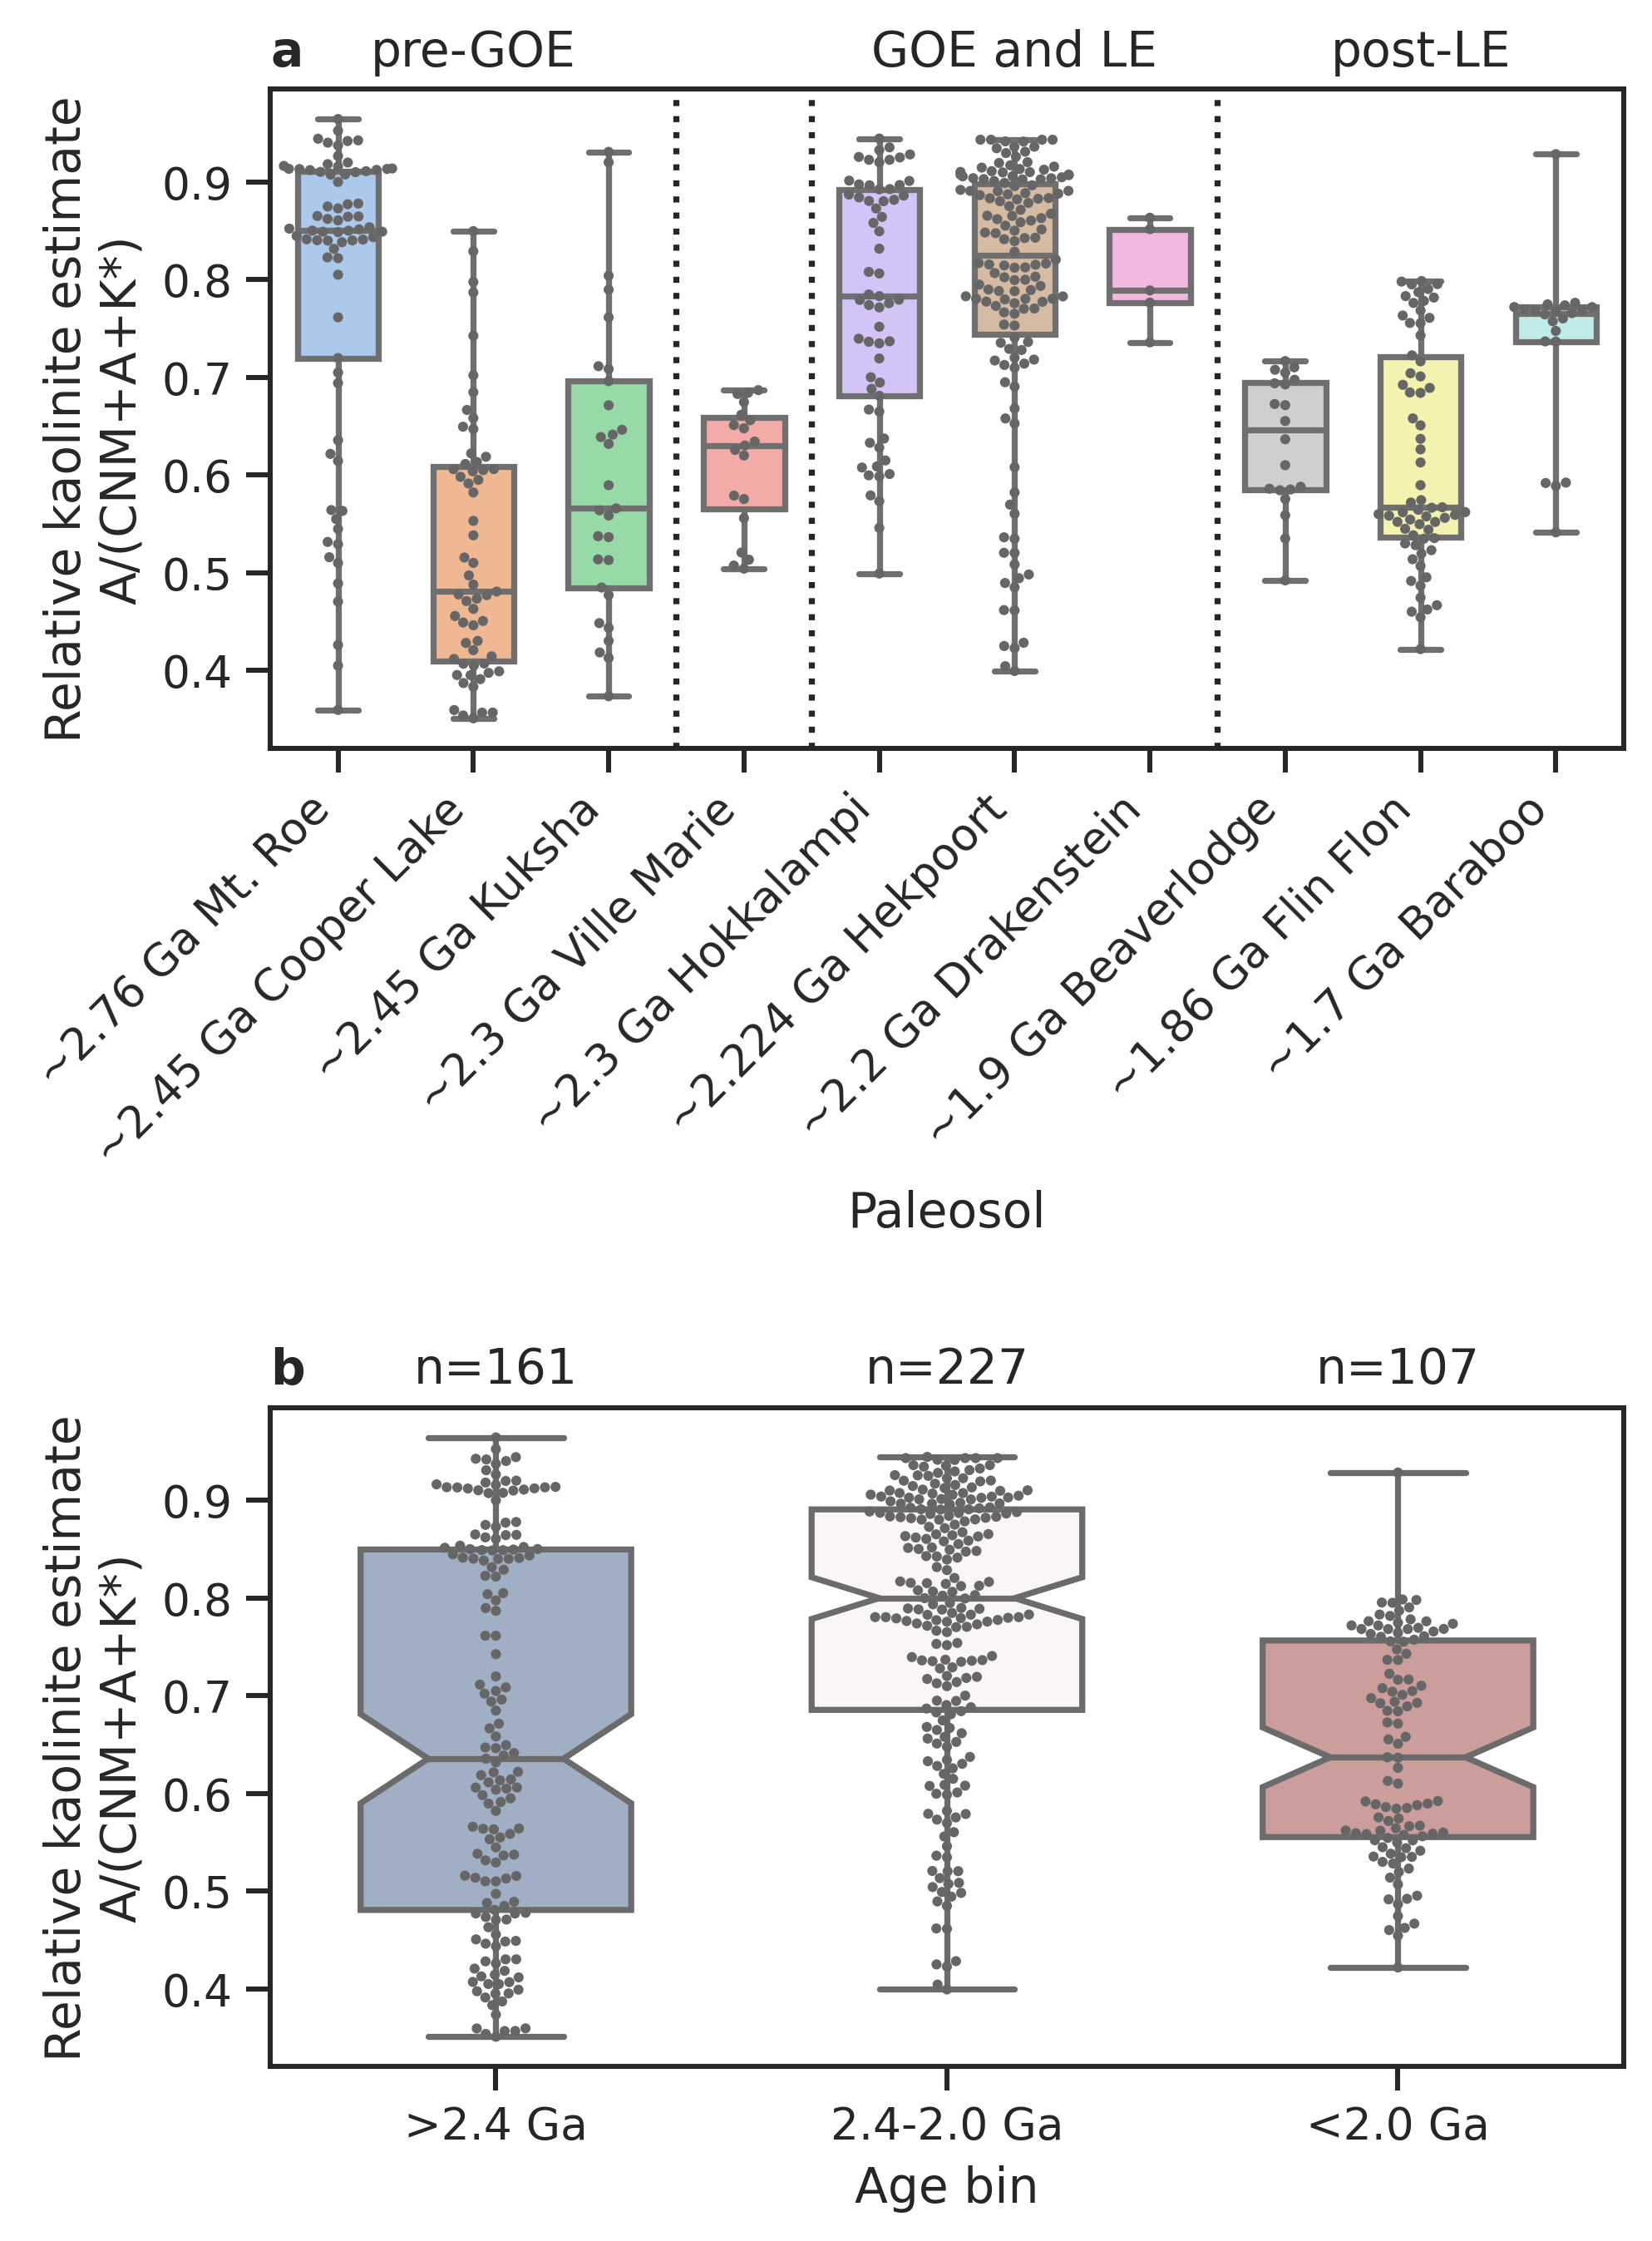 a pre-GOE GOE and LE post-LE
Relative kaolinite estimate
A/(CNM+A+K*)
0.9
0.8
0.7
0.6
0.5
0.4
~2.76 Ga Mt. Roe
~2.45 Ga Cooper Lake
~2.45 Ga Kuksha
~2.3 Ga Ville Marie
~2.3 Ga Hokkalampi
~2.224 Ga Hekpoort
~2.2 Ga Drakenstein
~1.9 Ga Beaverlodge
~1.86 Ga Flin Flon
~1.7 Ga Baraboo
Paleosol
b n=161 n=227 n=107
Relative kaolinite estimate
A/(CNM+A+K*)
0.9
0.8
0.7
0.6
0.5
0.4
>2.4 Ga 2.4-2.0 Ga <2.0 Ga
Age bin